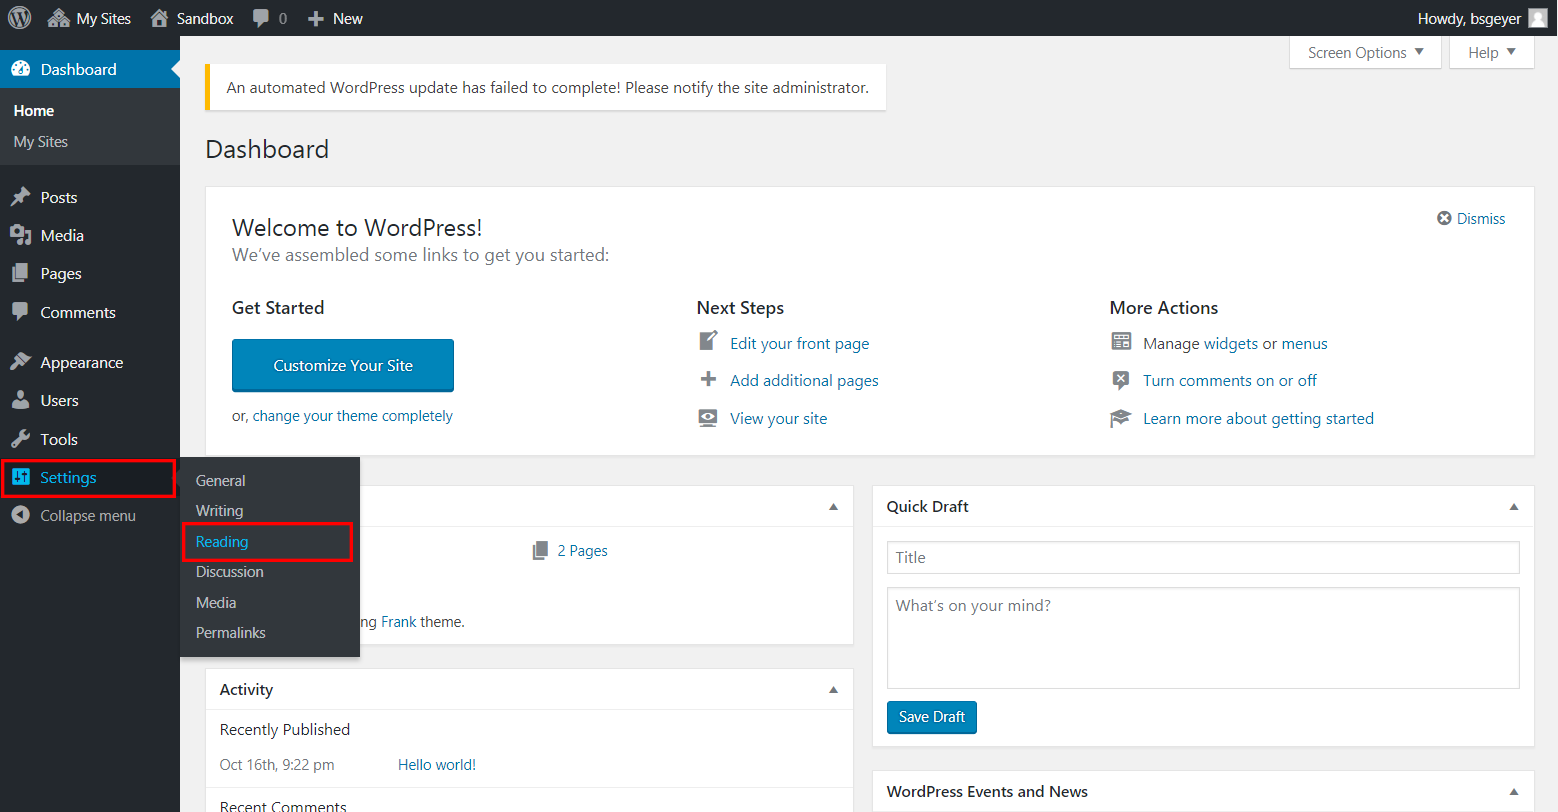 My Sites Sandbox 0 New Howdy, bsgeyer
Screen Options Help
Dashboard
Home
My Sites
Posts
Media
Pages
Comments
Appearance
Users
Tools
Settings
Collapse menu
General
Writing
Reading
Discussion
Media
Permalinks
An automated WordPress update has failed to complete! Please notify the site administrator.
Dashboard
Welcome to WordPress!
We've assembled some links to get you started:
Dismiss
Get Started
Customize Your Site
or, change your theme completely
Next Steps
Edit your front page
Add additional pages
View your site
More Actions
Manage widgets or menus
Turn comments on or off
Learn more about getting started
2 Pages
ng Frank theme.
Activity
Recently Published
Oct 16th, 9:22 pm Hello world!
Recent Comments
Quick Draft
Title
What's on your mind?
Save Draft
WordPress Events and News